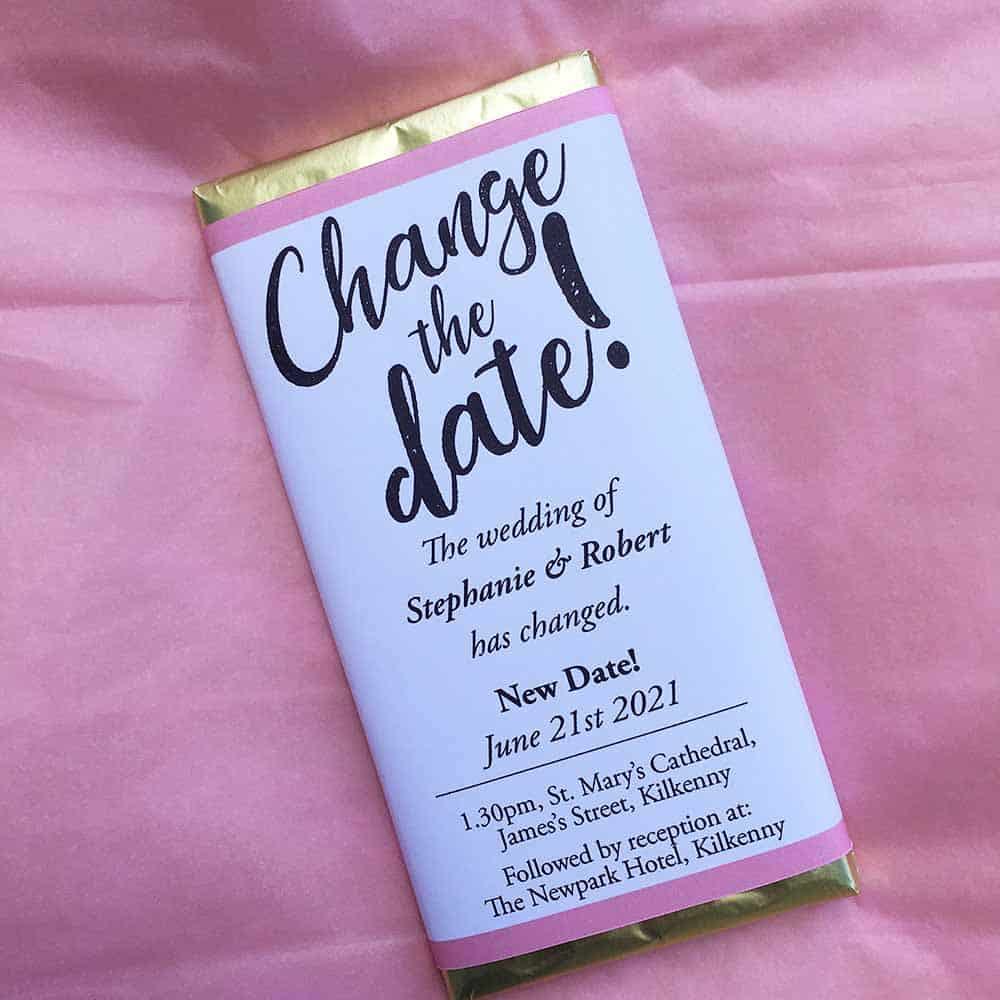 Change
the
date!
The wedding of
Stephanie & Robert
has changed.
New Date!
June 21st 2021
1.30pm, St. Mary's Cathedral,
James's Street, Kilkenny
Followed by reception at:
The Newpark Hotel, Kilkenny